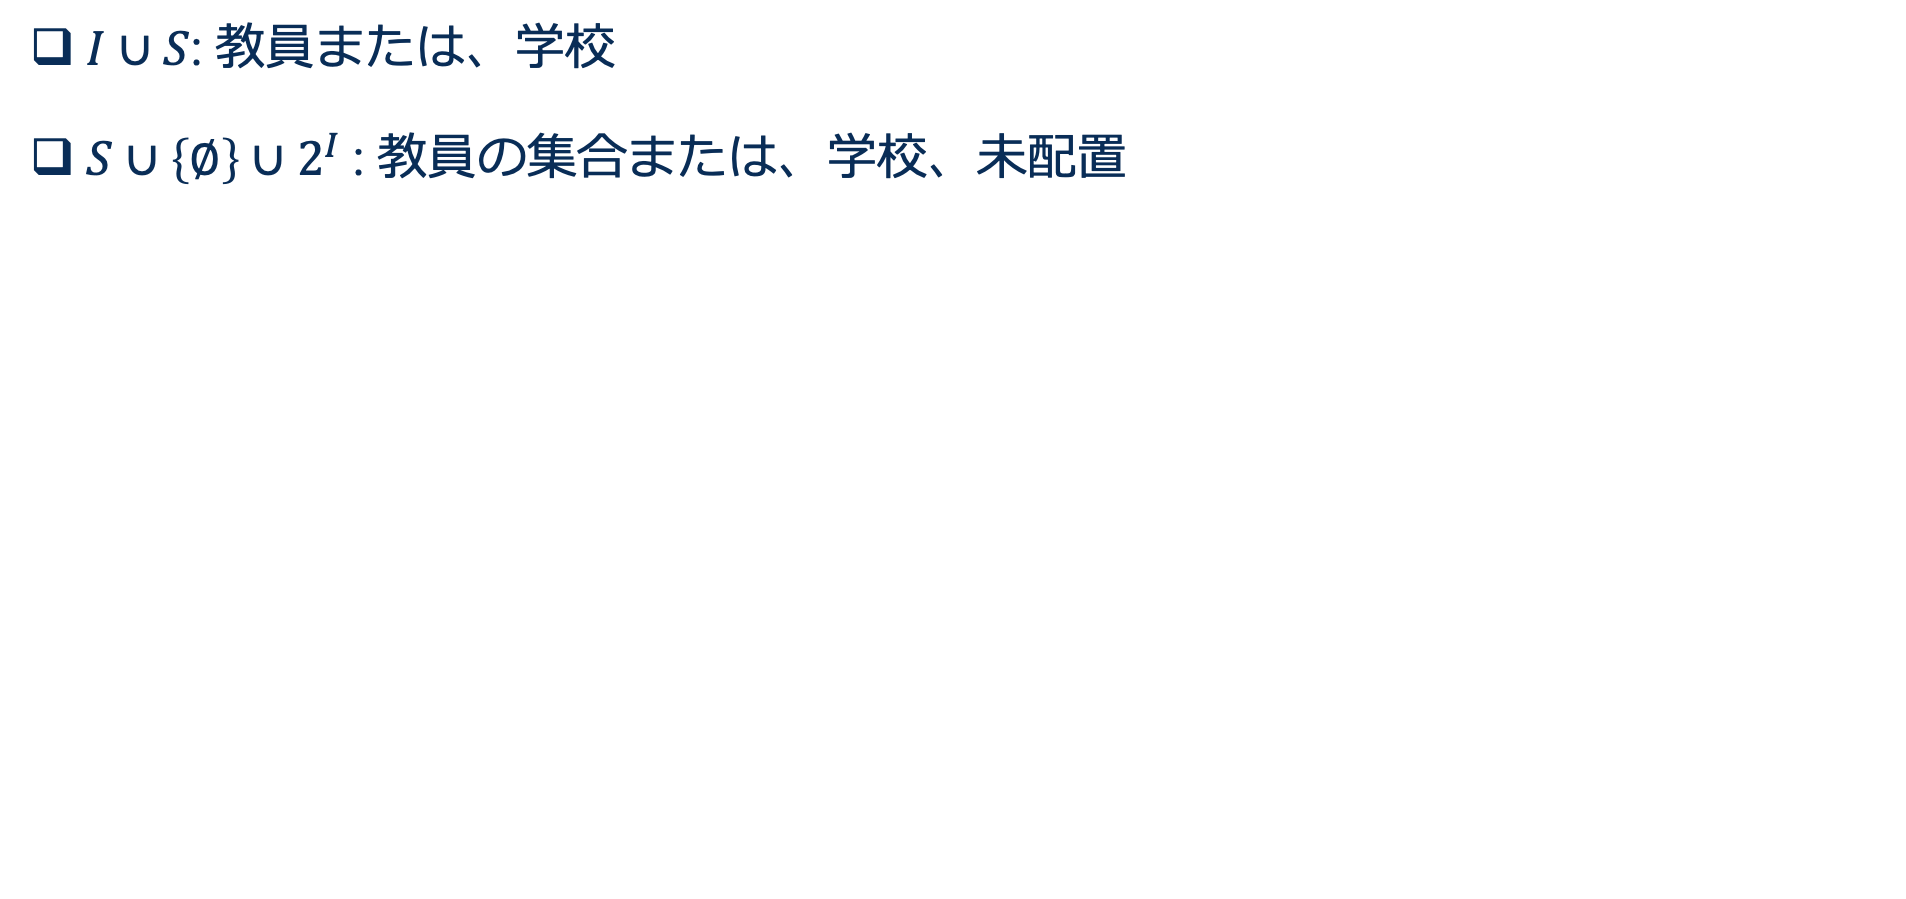 ❑ I ∪ S: 教員または、学校
❑ S ∪ {∅} ∪ 2^I : 教員の集合または、学校、未配置